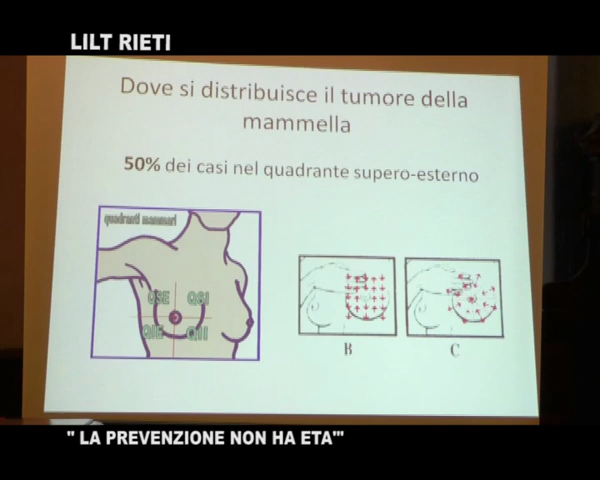 LILT RIETI
Dove si distribuisce il tumore della
mammella
50% dei casi nel quadrante supero-esterno
quadranti mammari
QSE QSI
QIE QII
B C
" LA PREVENZIONE NON HA ETA'"